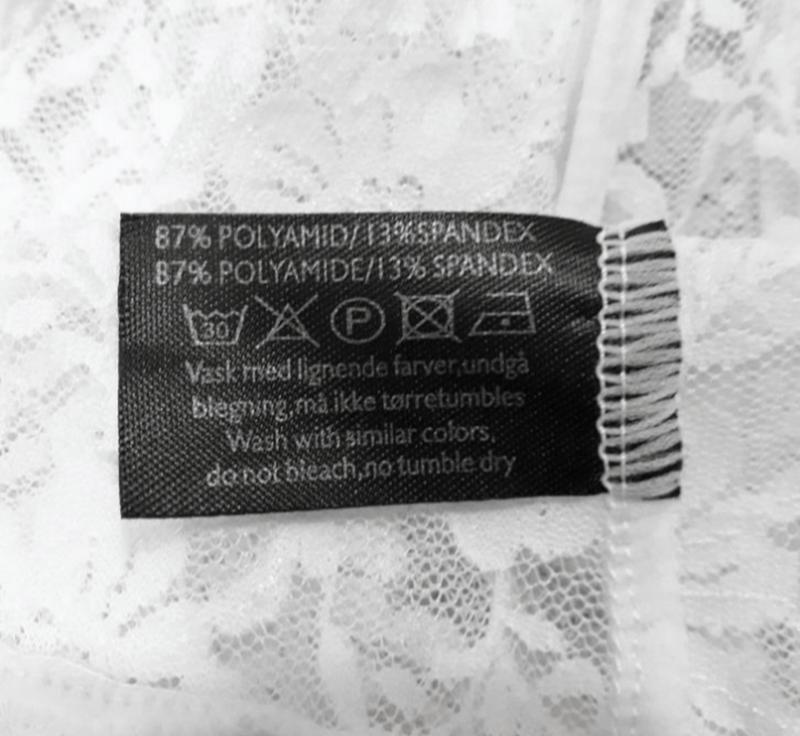 87% POLYAMID/13%SPANDEX
87% POLYAMIDE/13% SPANDEX
30 P
Vask med lignende farver,undgå
blegning,må ikke tørretumbles
Wash with similar colors,
do not bleach,no tumble dry